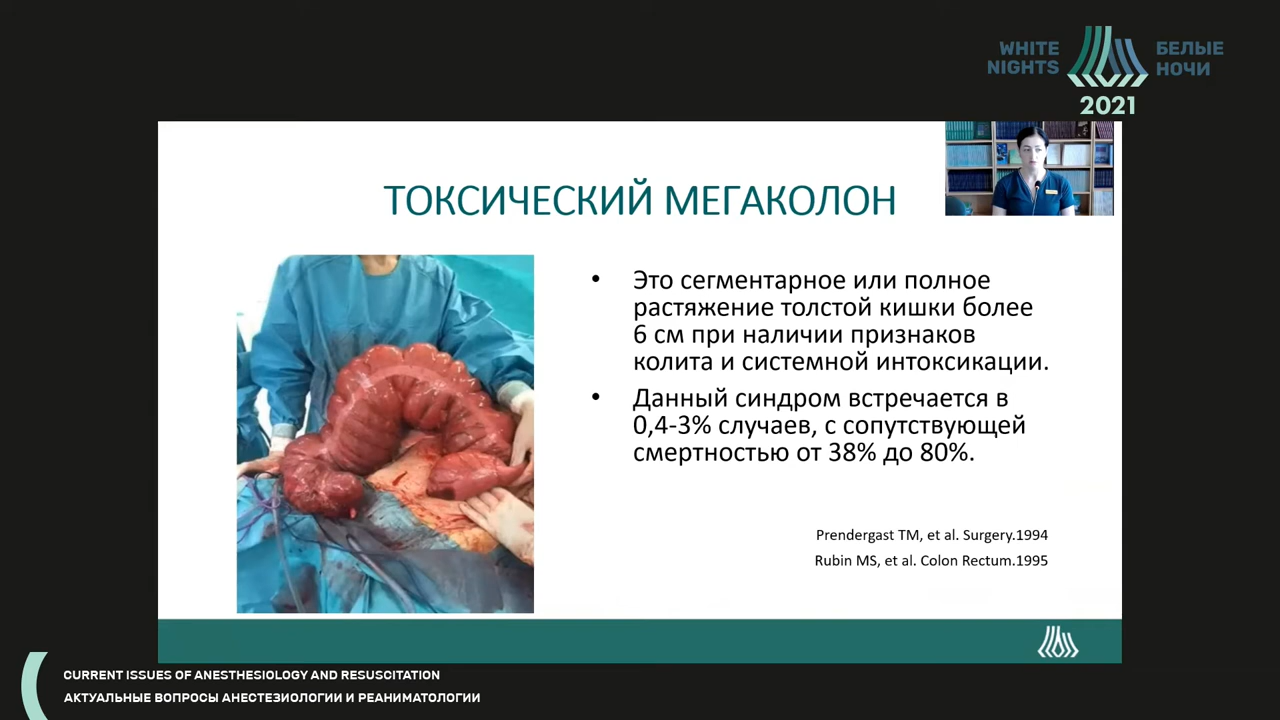 WHITE NIGHTS
БЕЛЫЕ НОЧИ
2021
ТОКСИЧЕСКИЙ МЕГАКОЛОН
• Это сегментарное или полное
растяжение толстой кишки более
6 см при наличии признаков
колита и системной интоксикации.
• Данный синдром встречается в
0,4-3% случаев, с сопутствующей
смертностью от 38% до 80%.
Prendergast TM, et al. Surgery.1994
Rubin MS, et al. Colon Rectum.1995
CURRENT ISSUES OF ANESTHESIOLOGY AND RESUSCITATION
АКТУАЛЬНЫЕ ВОПРОСЫ АНЕСТЕЗИОЛОГИИ И РЕАНИМАТОЛОГИИ